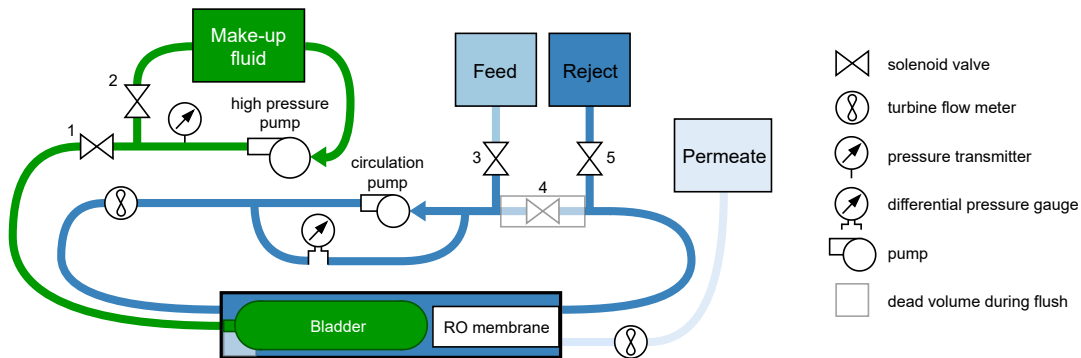 Make-up
fluid
2
1
high pressure
pump
circulation
pump
Feed
Reject
3
5
4
Permeate
Bladder
RO membrane
solenoid valve
turbine flow meter
pressure transmitter
differential pressure gauge
pump
dead volume during flush